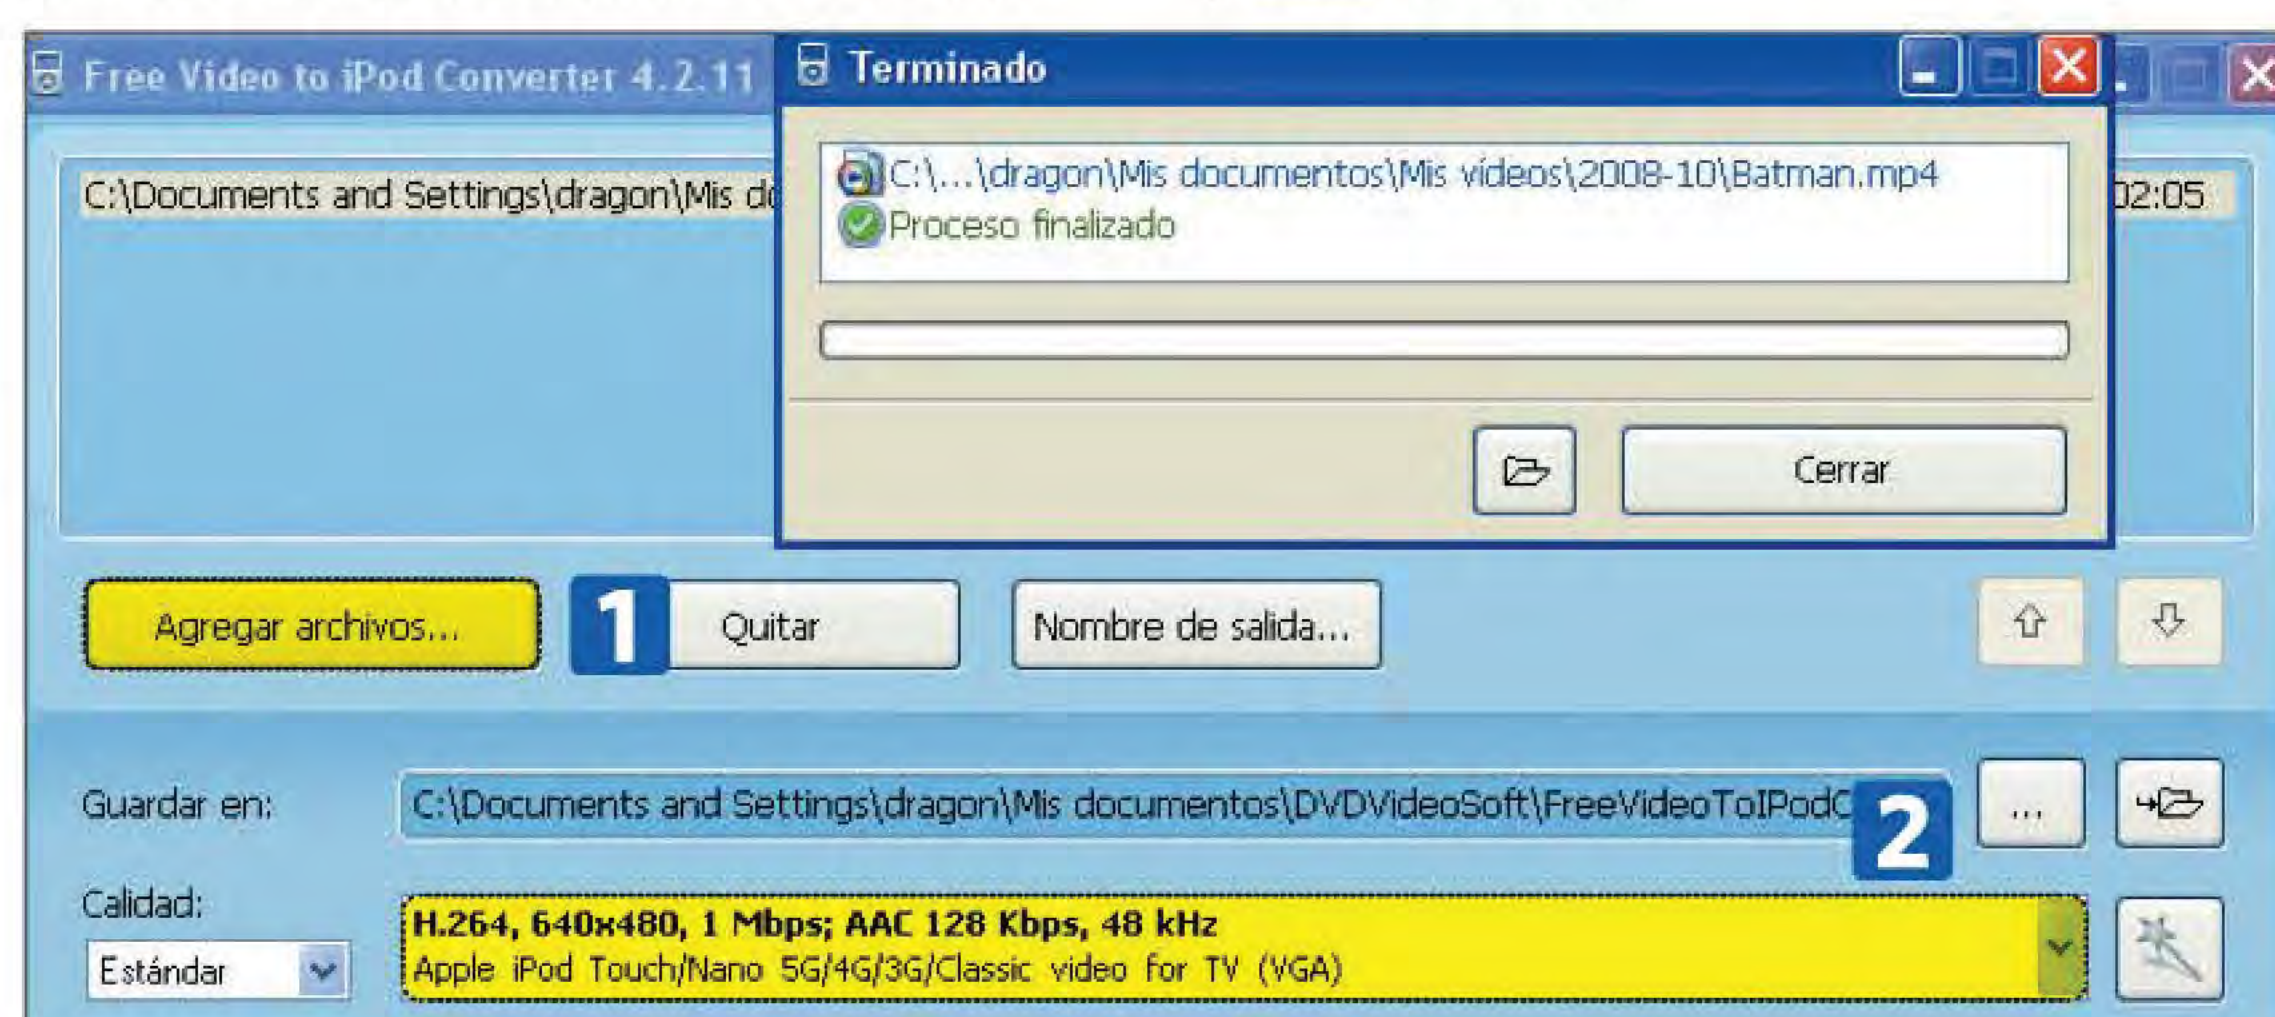 Free Video to iPod Converter 4.2.11
Terminado
C:\Documents and Settings\dragon\Mis
02:05
C:\...\dragon\Mis documentos\Mis vídeos\2008-10\Batman.mp4
Proceso finalizado
Cerrar
Agregar archivos...
1
Quitar
Nombre de salida...
Guardar en:
C:\Documents and Settings\dragon\Mis documentos\DVDVideoSoft\FreeVideoToIPodC
2
...
Calidad:
Estándar
H.264, 640x480, 1 Mbps; AAC 128 Kbps, 48 kHz
Apple iPod Touch/Nano 5G/4G/3G/Classic video for TV (VGA)